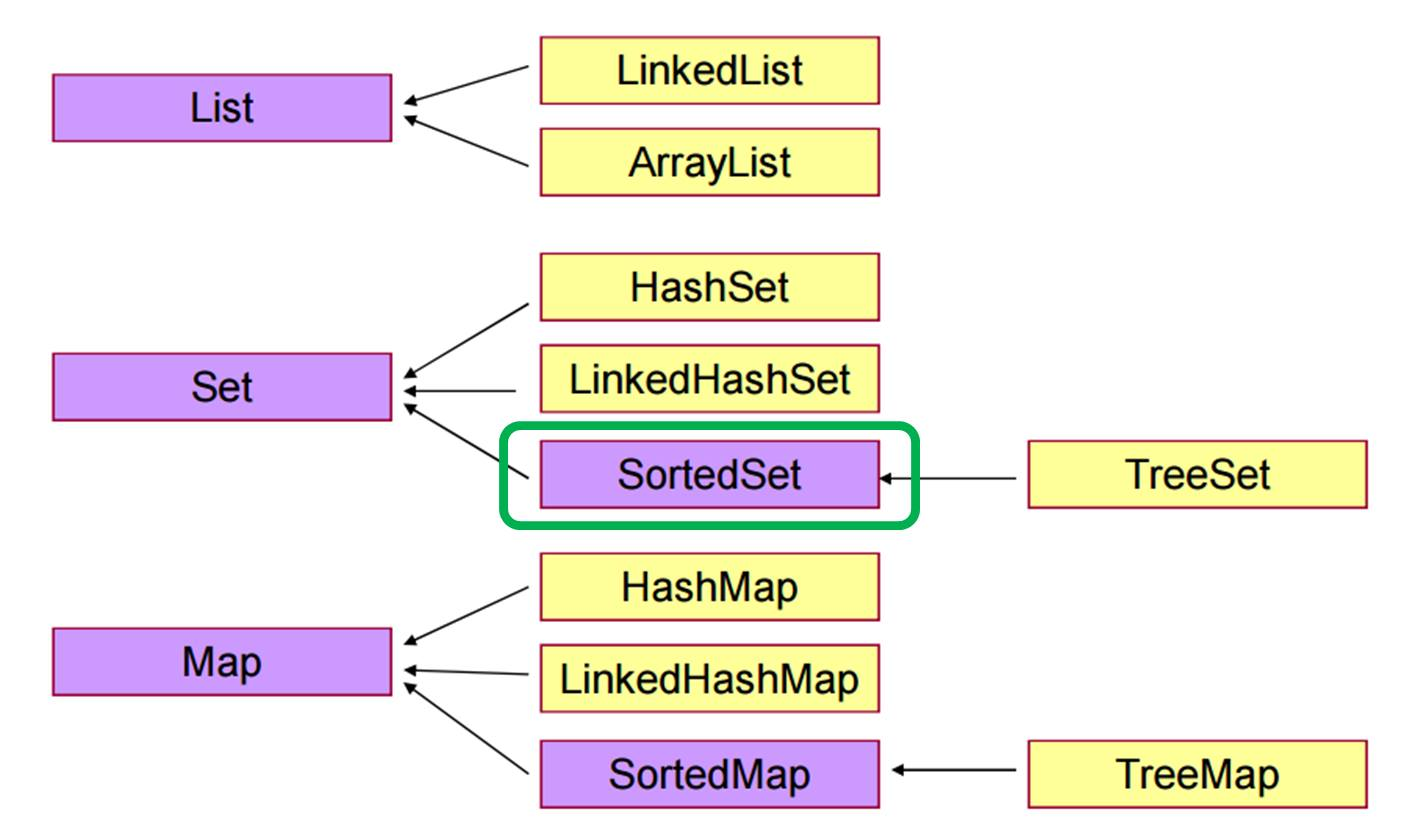 List
LinkedList
ArrayList
Set
HashSet
LinkedHashSet
SortedSet
TreeSet
Map
HashMap
LinkedHashMap
SortedMap
TreeMap